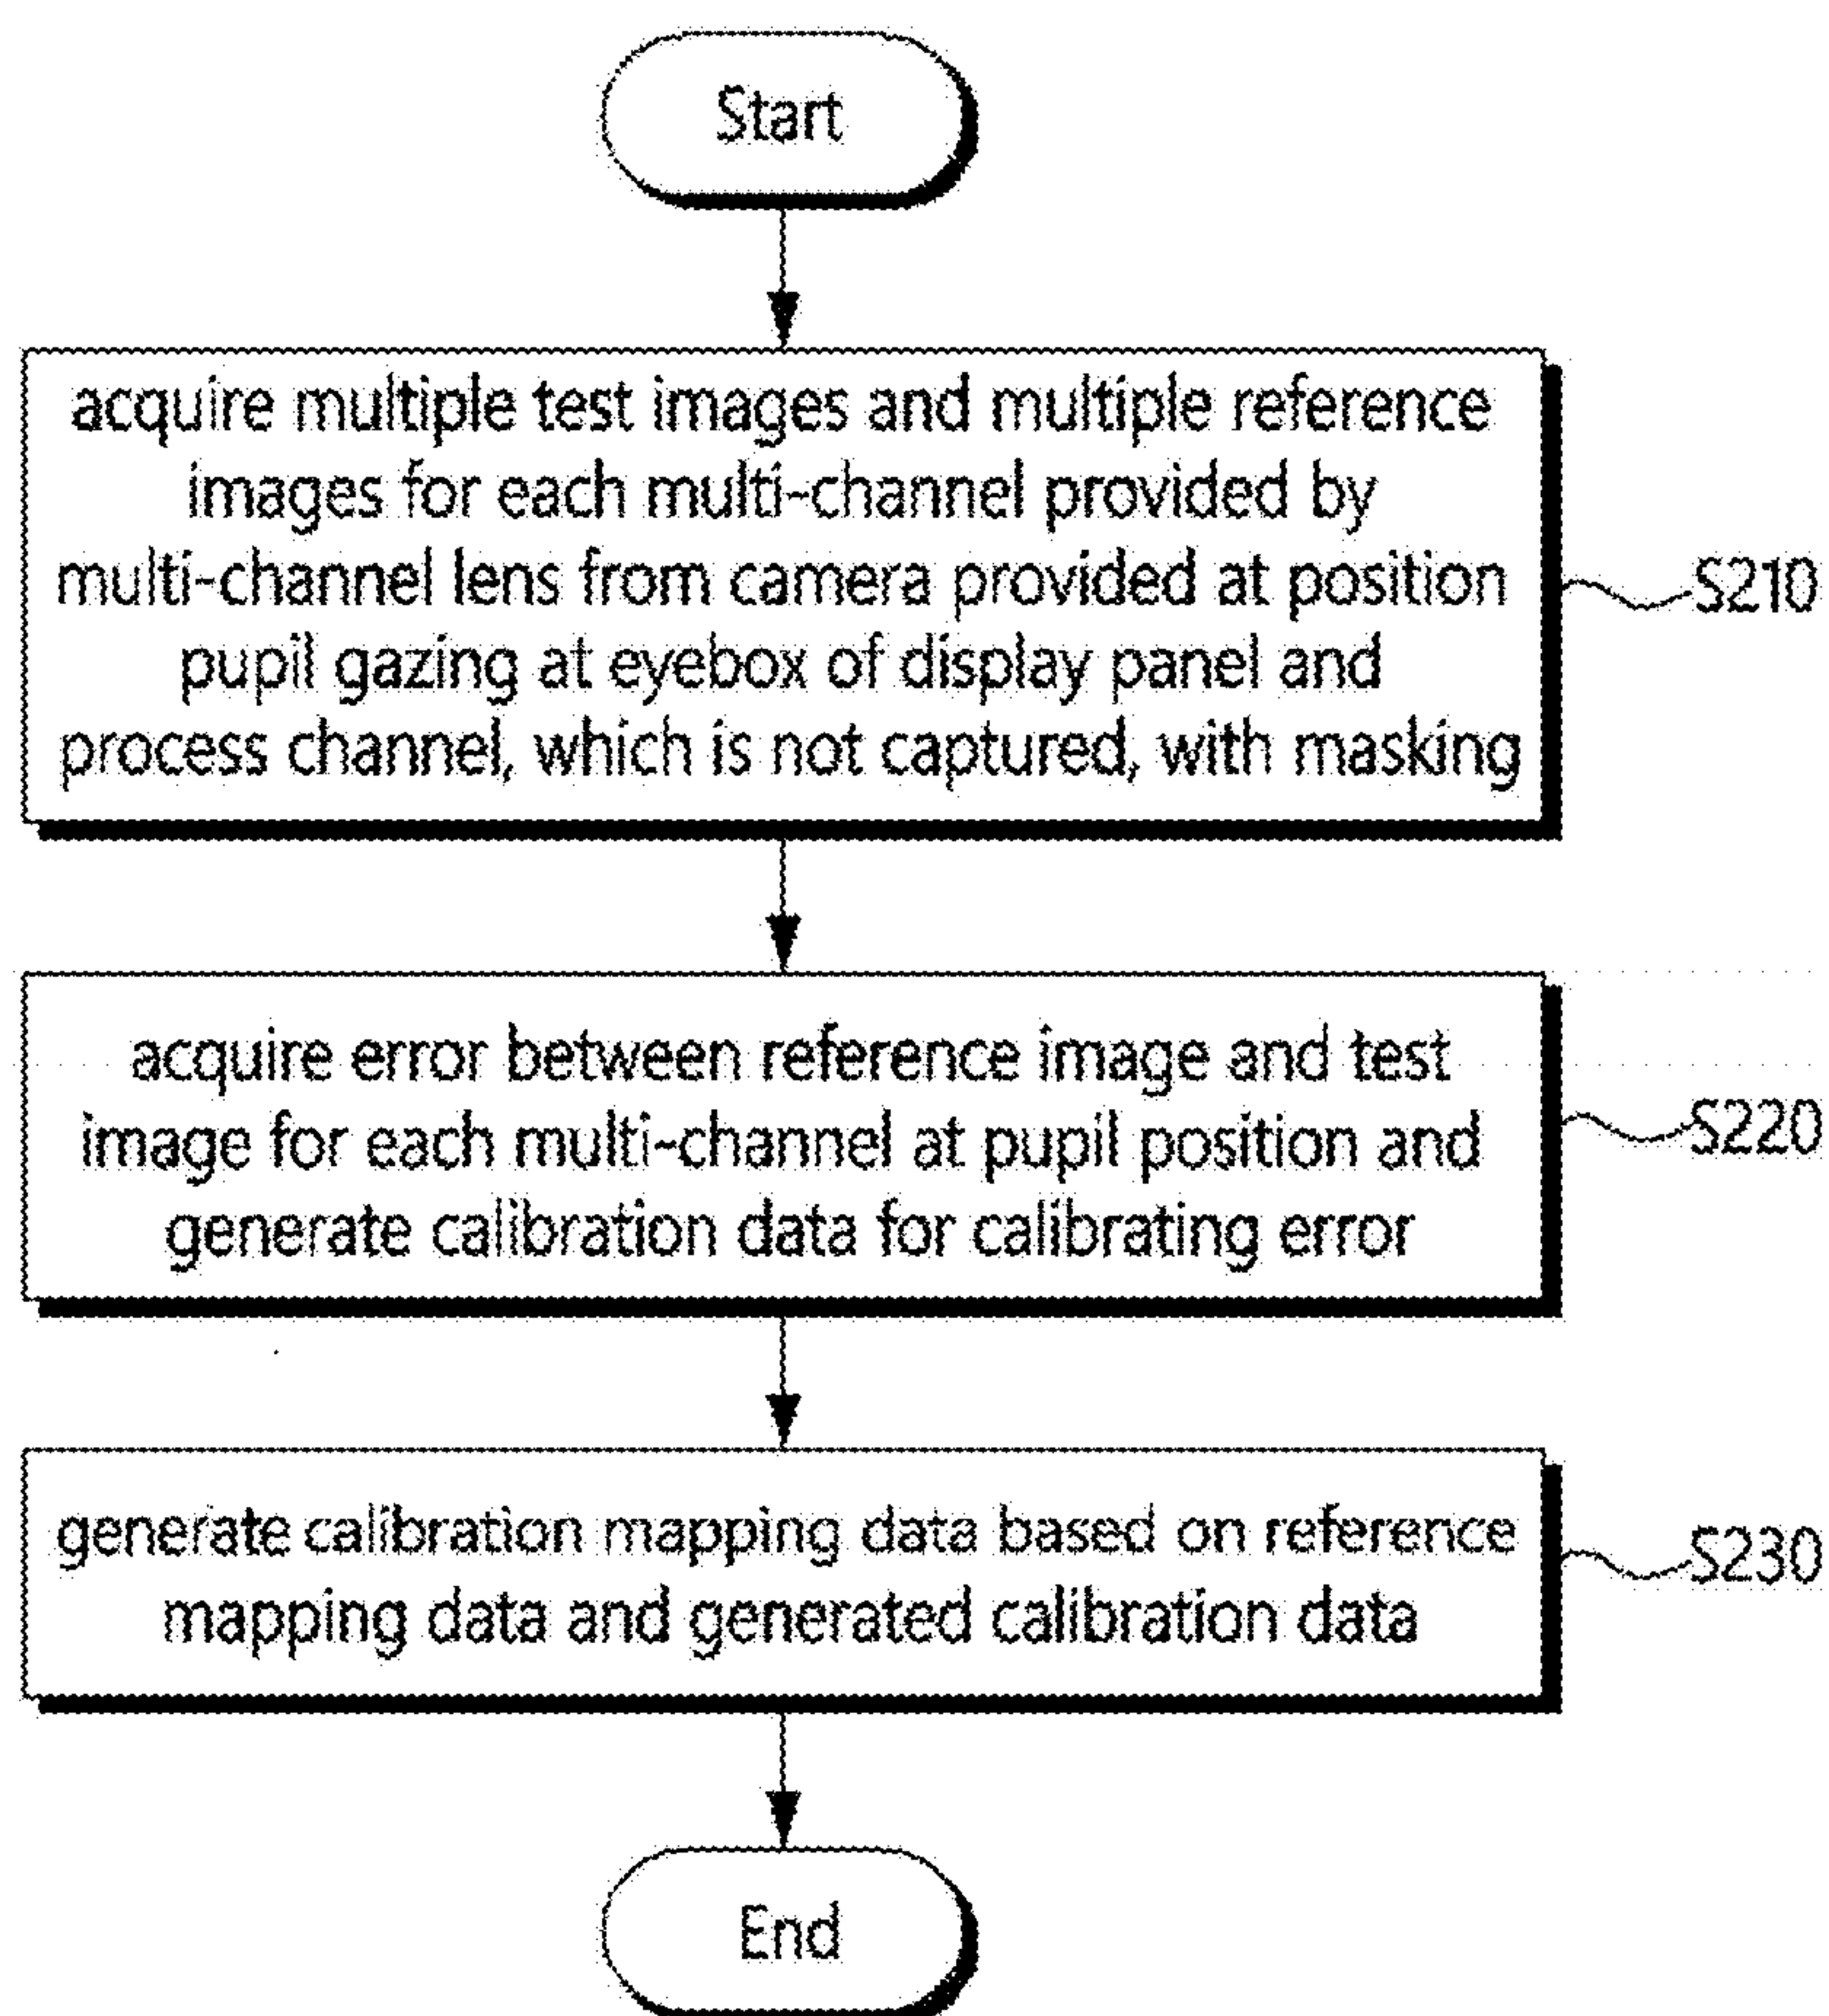 Start
acquire multiple test images and multiple reference
images for each multi-channel provided by
multi-channel lens from camera provided at position
pupil gazing at eyebox of display panel and
process channel, which is not captured, with masking
S210
acquire error between reference image and test
image for each multi-channel at pupil position and
generate calibration data for calibrating error
S220
generate calibration mapping data based on reference
mapping data and generated calibration data
S230
End